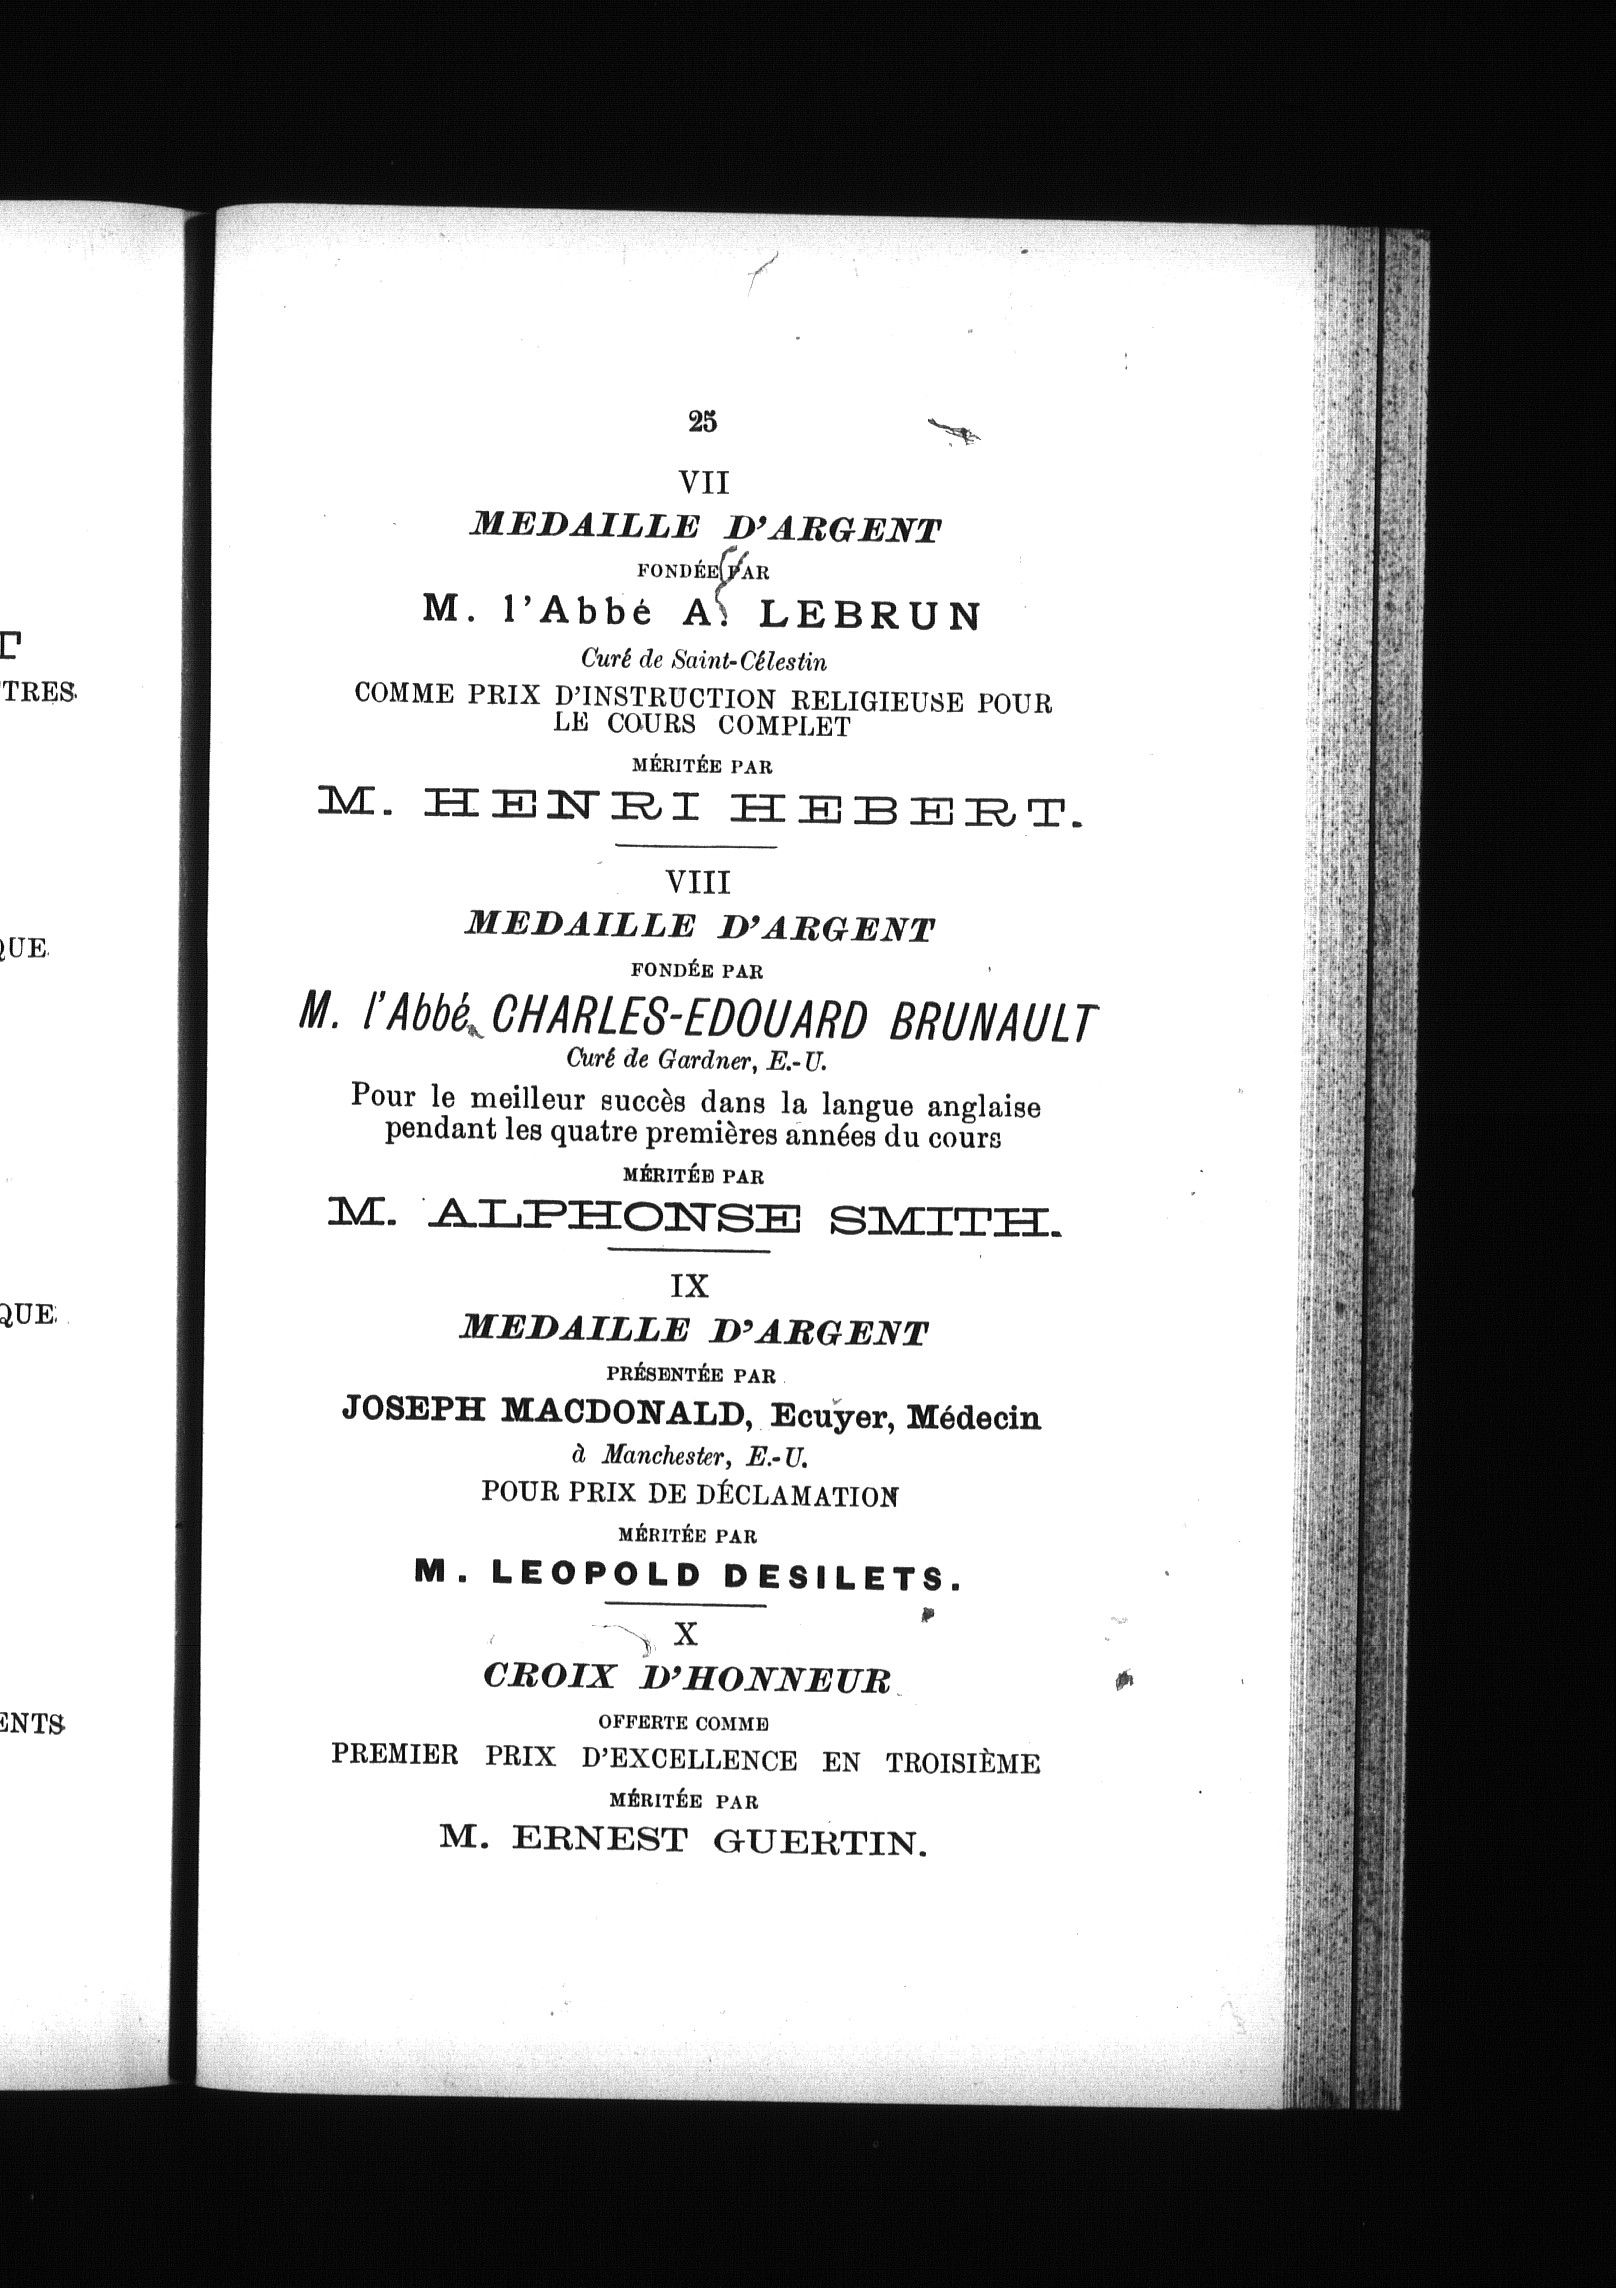 25
VII
MEDAILLE D'ARGENT
FONDÉE PAR
M. l'Abbé A. LEBRUN
Curé de Saint-Célestin
COMME PRIX D'INSTRUCTION RELIGIEUSE POUR
LE COURS COMPLET
MÉRITÉE PAR
M. HENRI HEBERT.
VIII
MEDAILLE D'ARGENT
FONDÉE PAR
M. l'Abbé CHARLES-EDOUARD BRUNAULT
Curé de Gardner, E.-U.
Pour le meilleur succès dans la langue anglaise
pendant les quatre premières années du cours
MÉRITÉE PAR
M. ALPHONSE SMITH.
IX
MEDAILLE D'ARGENT
PRÉSENTÉE PAR
JOSEPH MACDONALD, Ecuyer, Médecin
à Manchester, E.-U.
POUR PRIX DE DÉCLAMATION
MÉRITÉE PAR
M. LEOPOLD DESILETS.
X
CROIX D'HONNEUR
OFFERTE COMME
PREMIER PRIX D'EXCELLENCE EN TROISIÈME
MÉRITÉE PAR
M. ERNEST GUERTIN.